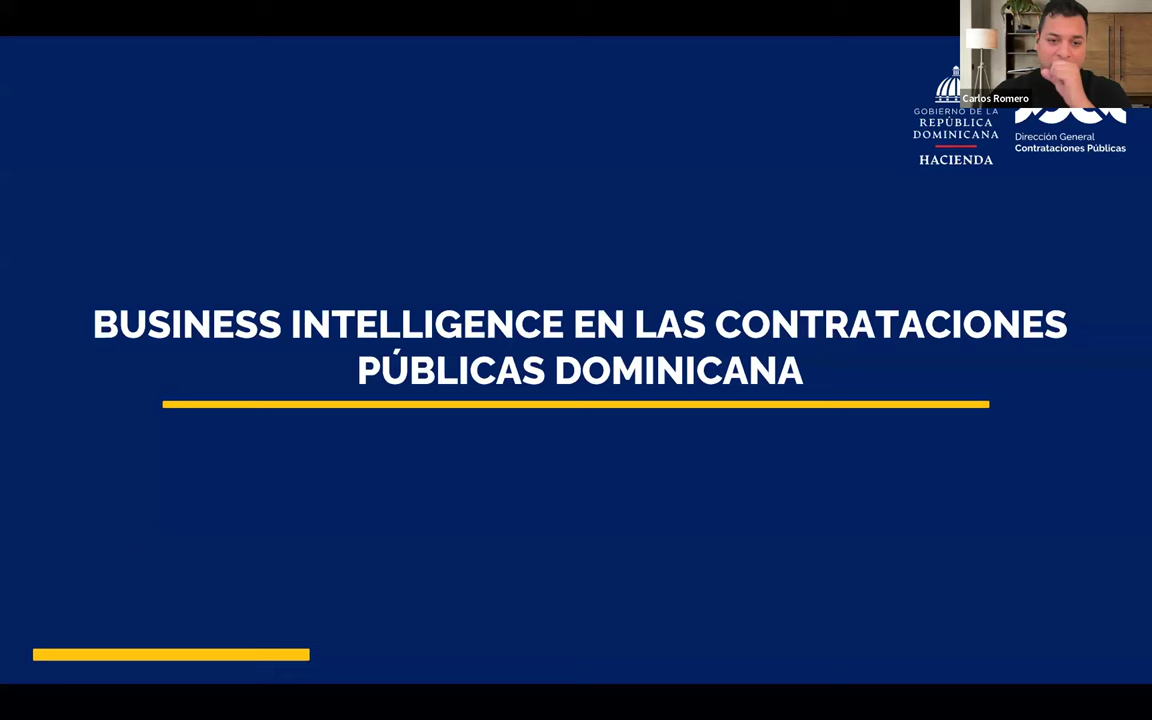 Carlos Romero
GOBIERNO DE LA
REPÚBLICA
DOMINICANA
HACIENDA
Dirección General
Contrataciones Públicas
BUSINESS INTELLIGENCE EN LAS CONTRATACIONES
PÚBLICAS DOMINICANA